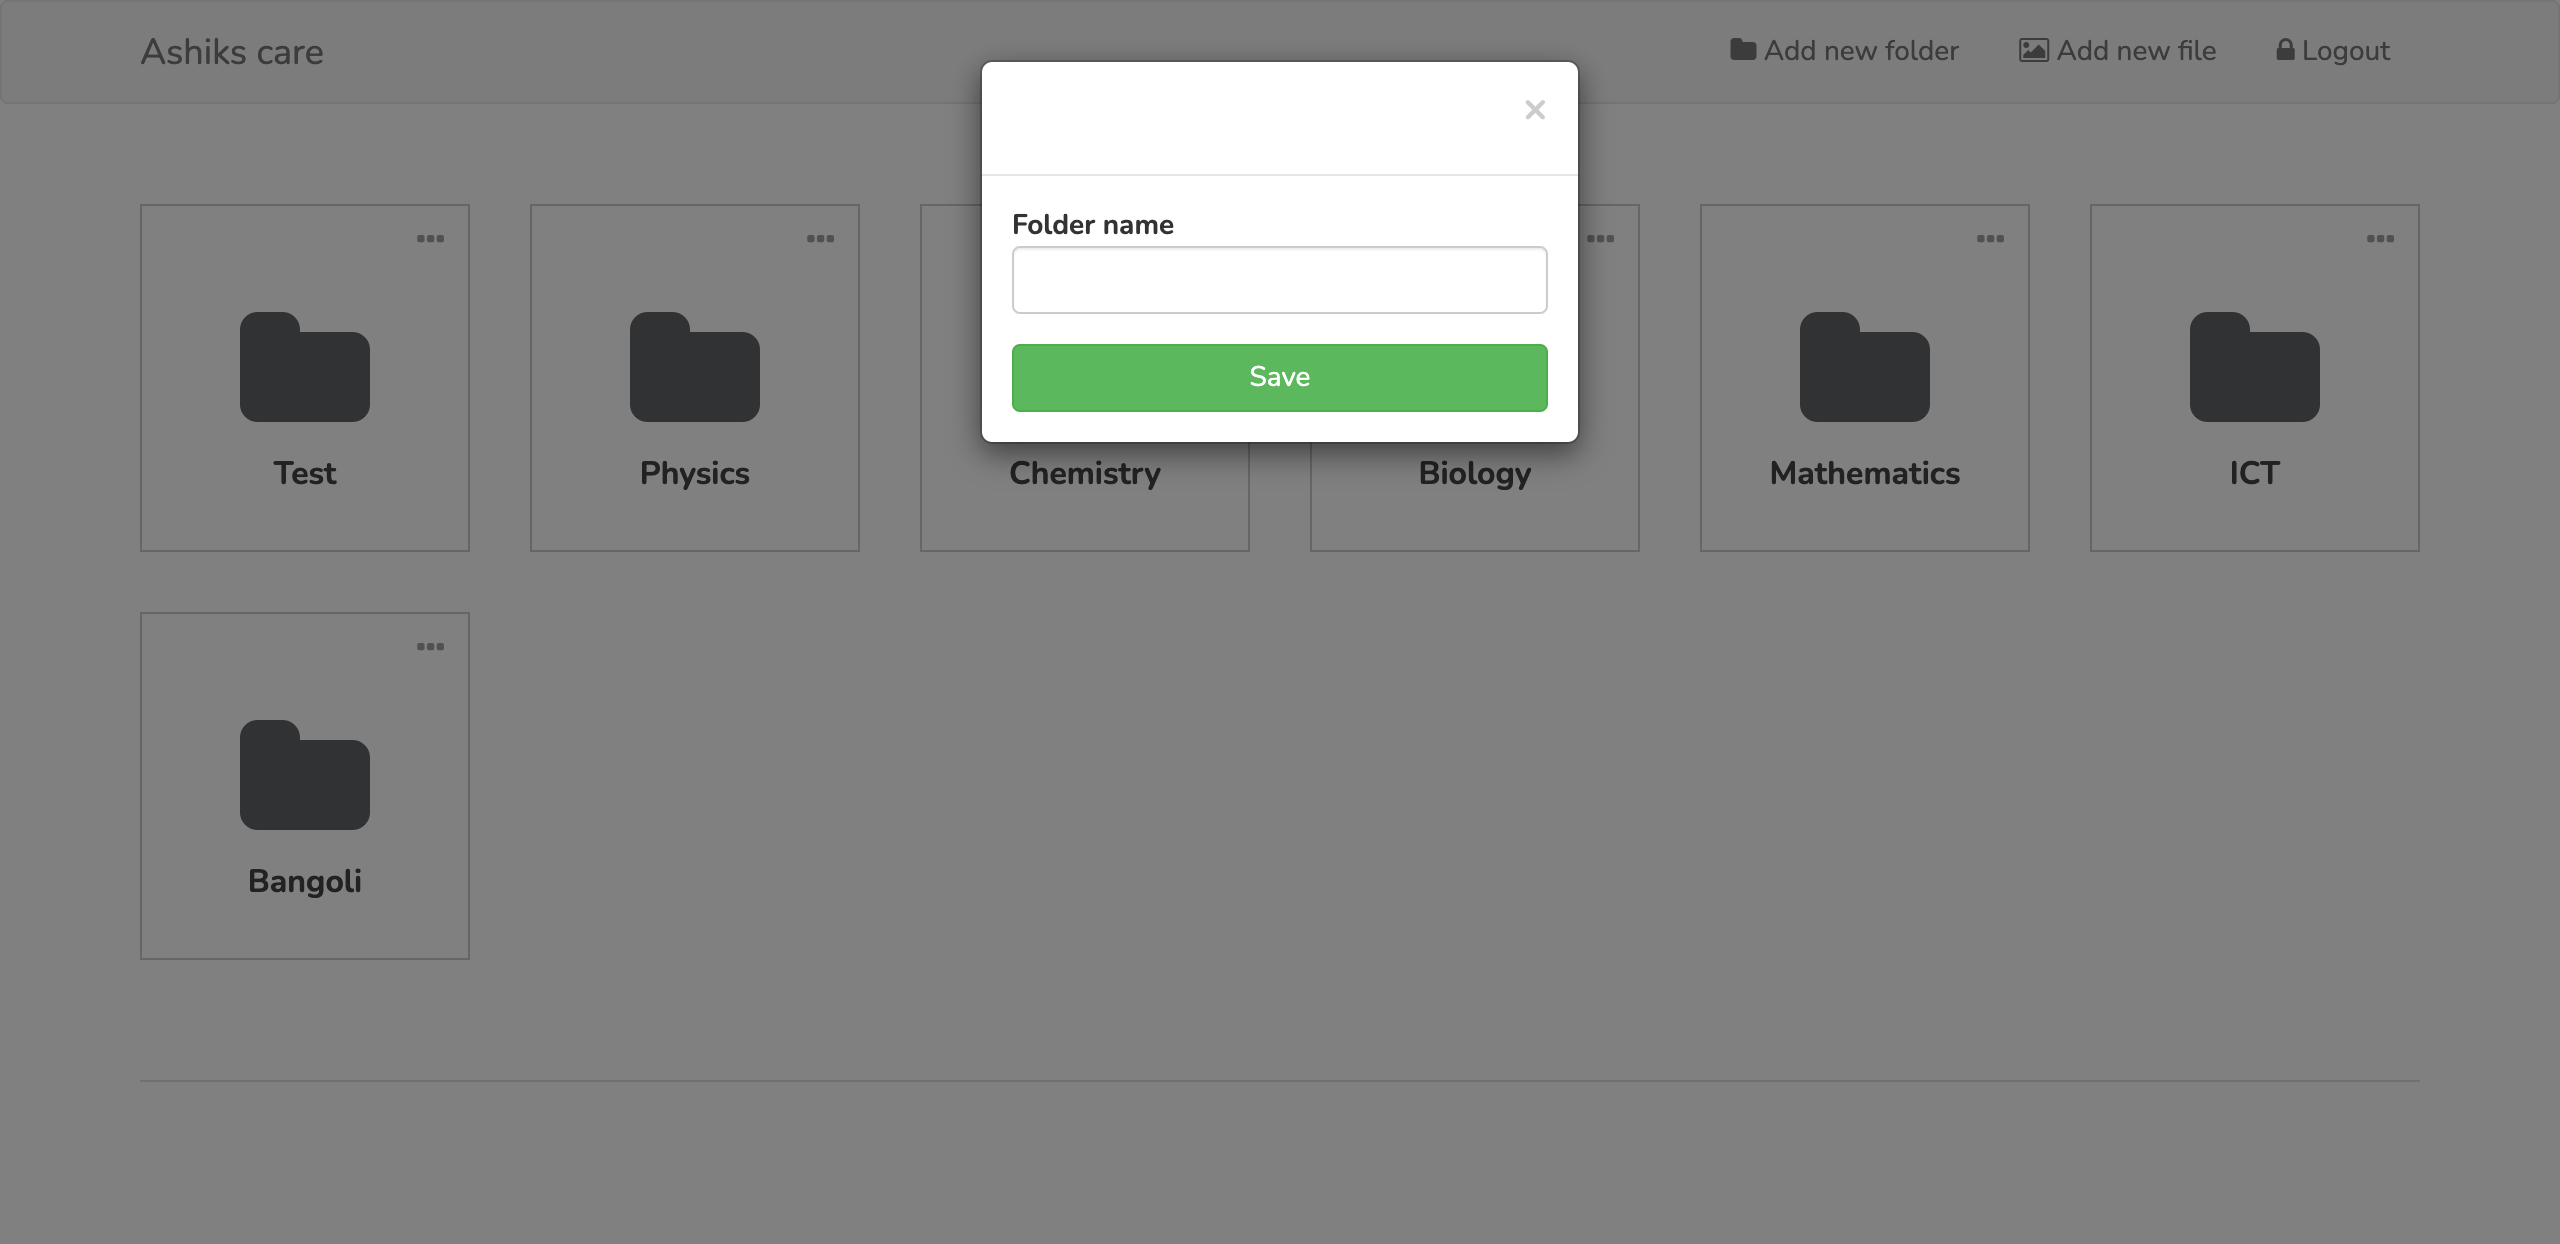 Ashiks care
Add new folder
Add new file
Logout
×
Folder name
Save
Test
Physics
Chemistry
Biology
Mathematics
ICT
Bangoli